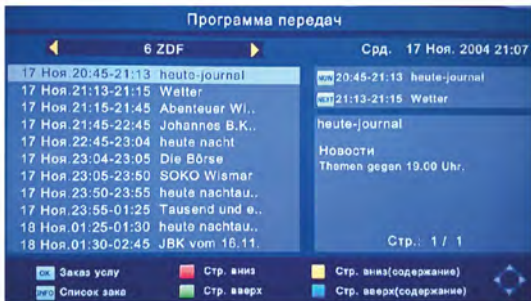 Программа передач
6 ZDF
Срд. 17 Ноя. 2004 21:07
17 Ноя.20:45-21:13 heute-journal
17 Ноя.21:13-21:15 Wetter
17 Ноя.21:15-21:45 Abenteuer Wi..
17 Ноя.21:45-22:45 Johannes B.K..
17 Ноя.22:45-23:04 heute nacht
17 Ноя.23:04-23:05 Die Börse
17 Ноя.23:05-23:50 SOKO Wismar
17 Ноя.23:50-23:55 heute nachtau..
17 Ноя.23:55-01:25 Tausend und e..
18 Ноя.01:25-01:30 heute nachtau..
18 Ноя.01:30-02:45 JBK vom 16.11.
NOW 20:45-21:13 heute-journal
NEXT 21:13-21:15 Wetter
heute-journal
Новости
Themen gegen 19.00 Uhr.
Стр.: 1 / 1
OK Заказ услу
Стр. вниз
Стр. вниз(содержание)
INFO Список зака
Стр. вверх
Стр. вверх(содержание)